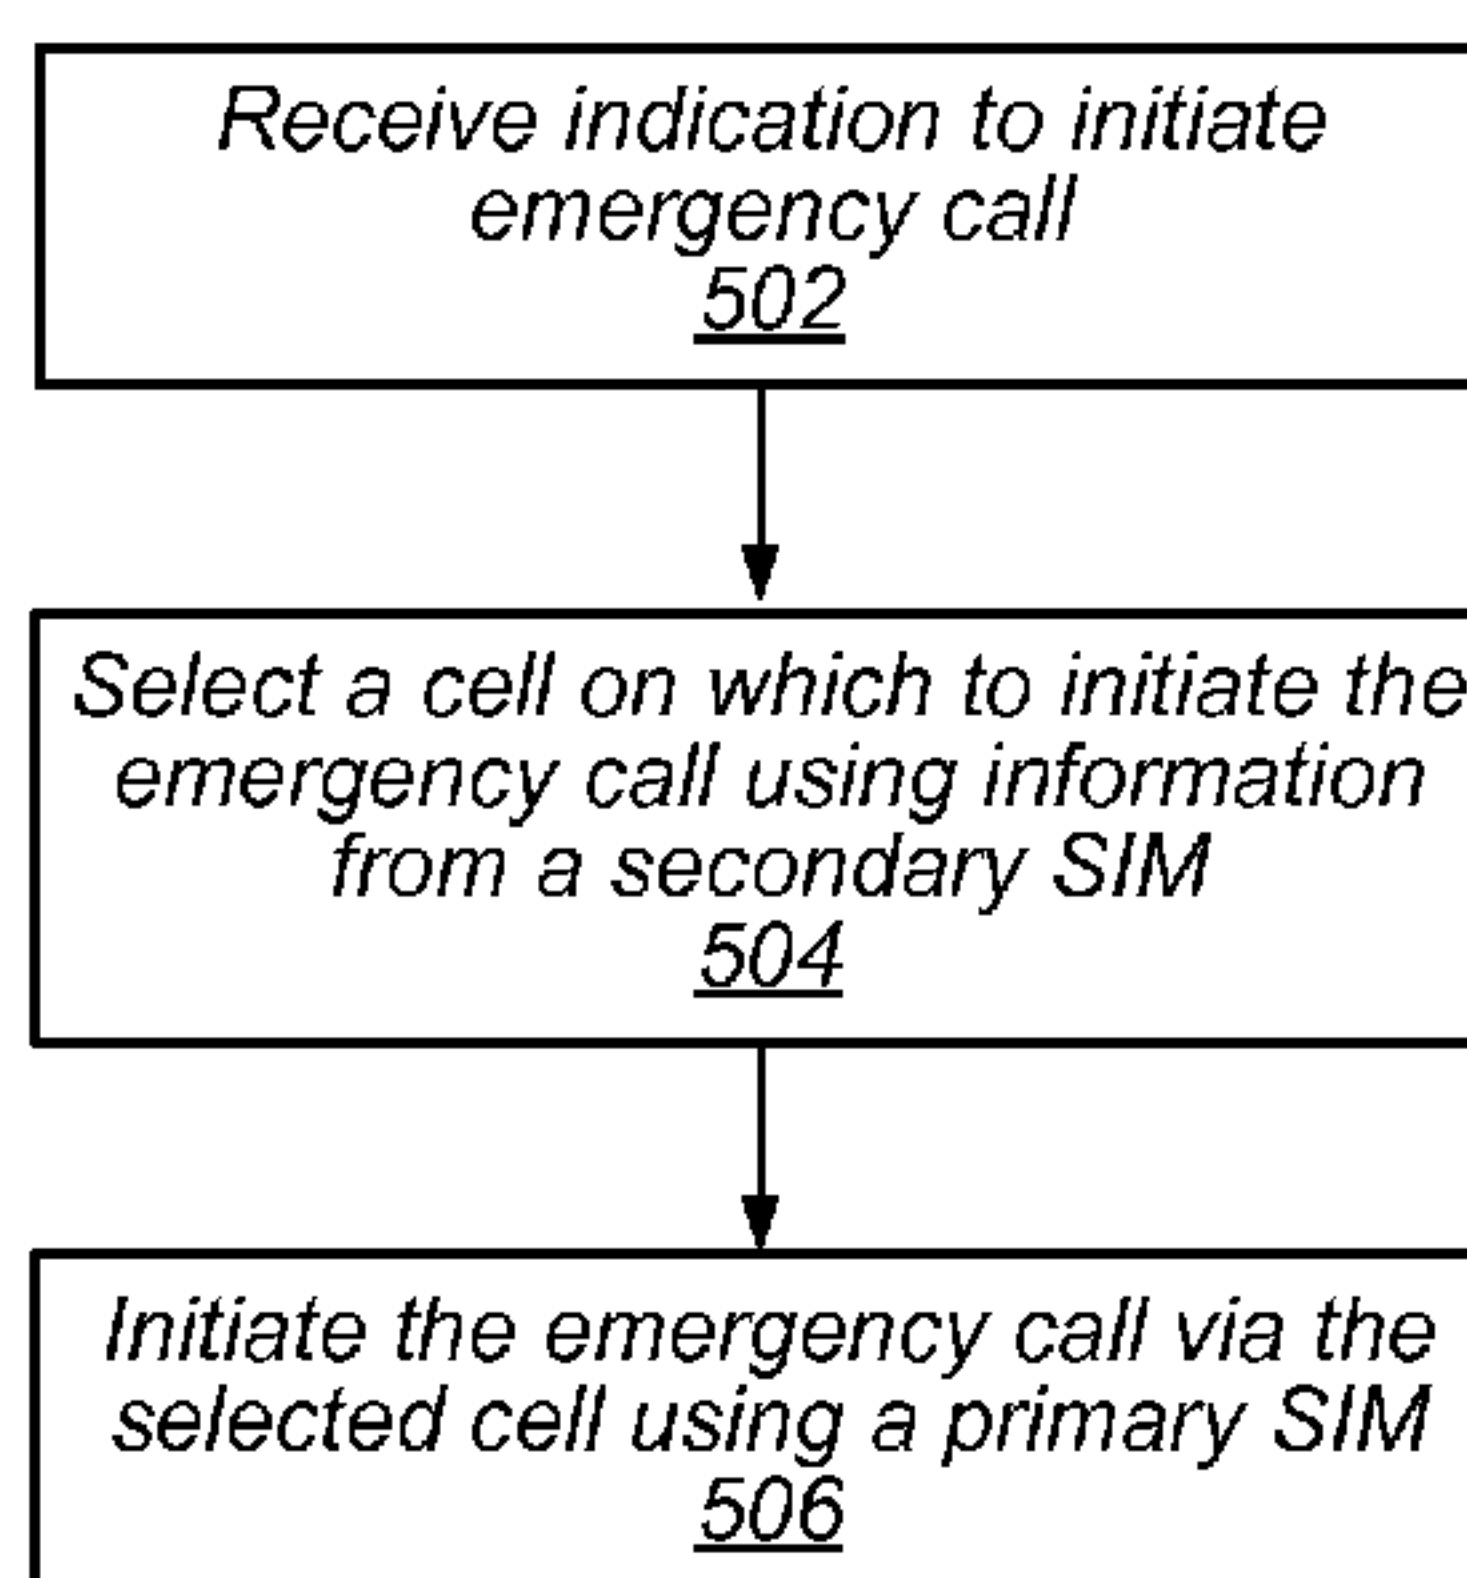 Receive indication to initiate
emergency call
502
Select a cell on which to initiate the
emergency call using information
from a secondary SIM
504
Initiate the emergency call via the
selected cell using a primary SIM
506